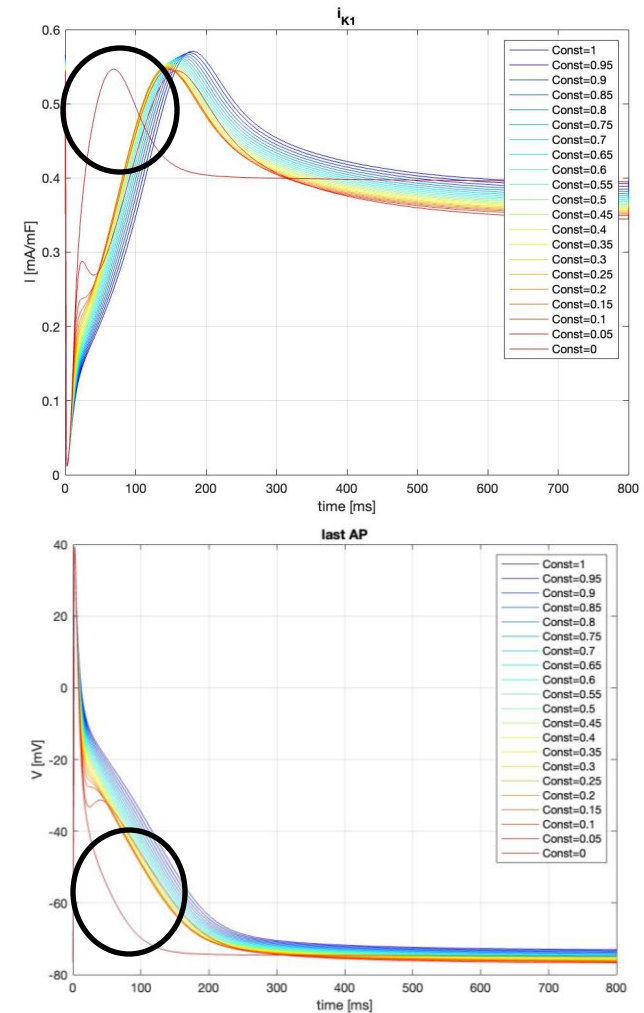 i_K1
0.6
0.5
0.4
0.3
0.2
0.1
0
I [mA/mF]
0 100 200 300 400 500 600 700 800
time [ms]
Const=1
Const=0.95
Const=0.9
Const=0.85
Const=0.8
Const=0.75
Const=0.7
Const=0.65
Const=0.6
Const=0.55
Const=0.5
Const=0.45
Const=0.4
Const=0.35
Const=0.3
Const=0.25
Const=0.2
Const=0.15
Const=0.1
Const=0.05
Const=0
last AP
40
20
0
-20
-40
-60
-80
V [mV]
0 100 200 300 400 500 600 700 800
time [ms]
Const=1
Const=0.95
Const=0.9
Const=0.85
Const=0.8
Const=0.75
Const=0.7
Const=0.65
Const=0.6
Const=0.55
Const=0.5
Const=0.45
Const=0.4
Const=0.35
Const=0.3
Const=0.25
Const=0.2
Const=0.15
Const=0.1
Const=0.05
Const=0